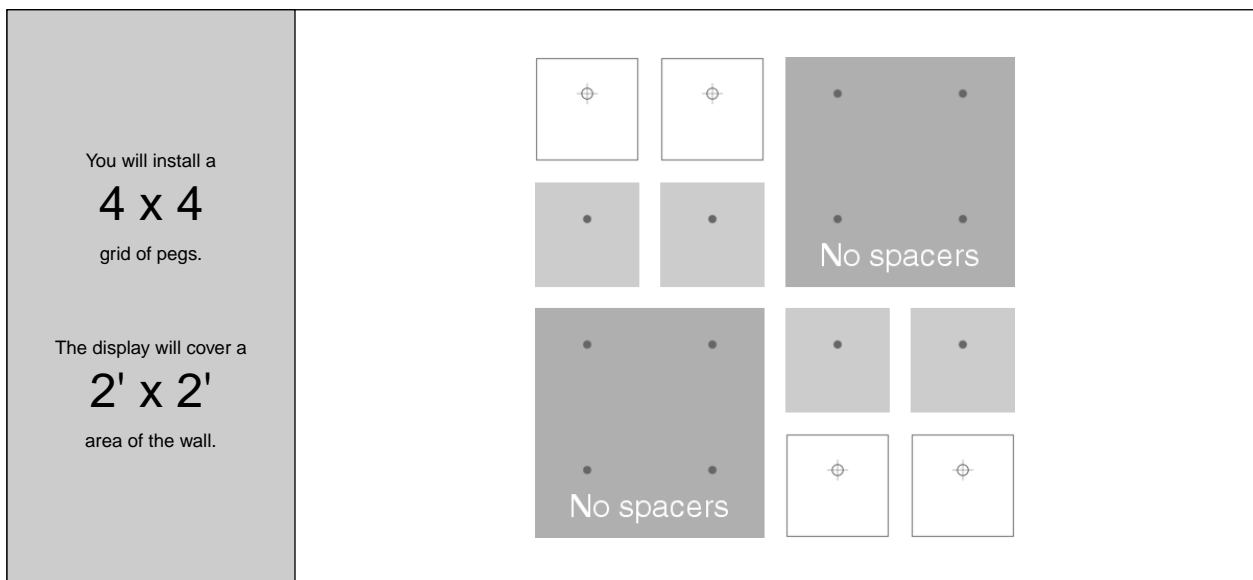 You will install a
4 x 4
grid of pegs.
The display will cover a
2' x 2'
area of the wall.
No spacers
No spacers